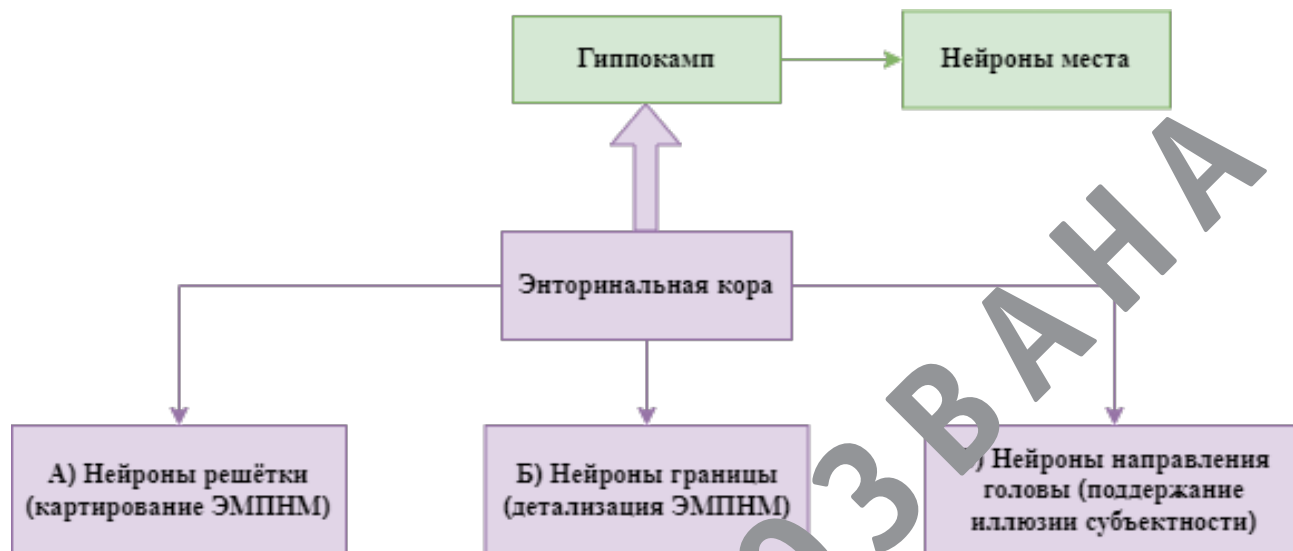 Гиппокамп
Нейроны места
Энторинальная кора
А) Нейроны решётки
(картирование ЭМПНМ)
Б) Нейроны границы
(детализация ЭМПНМ)
) Нейроны направления
головы (поддержание
иллюзии субъектности)
ОЗВАНА